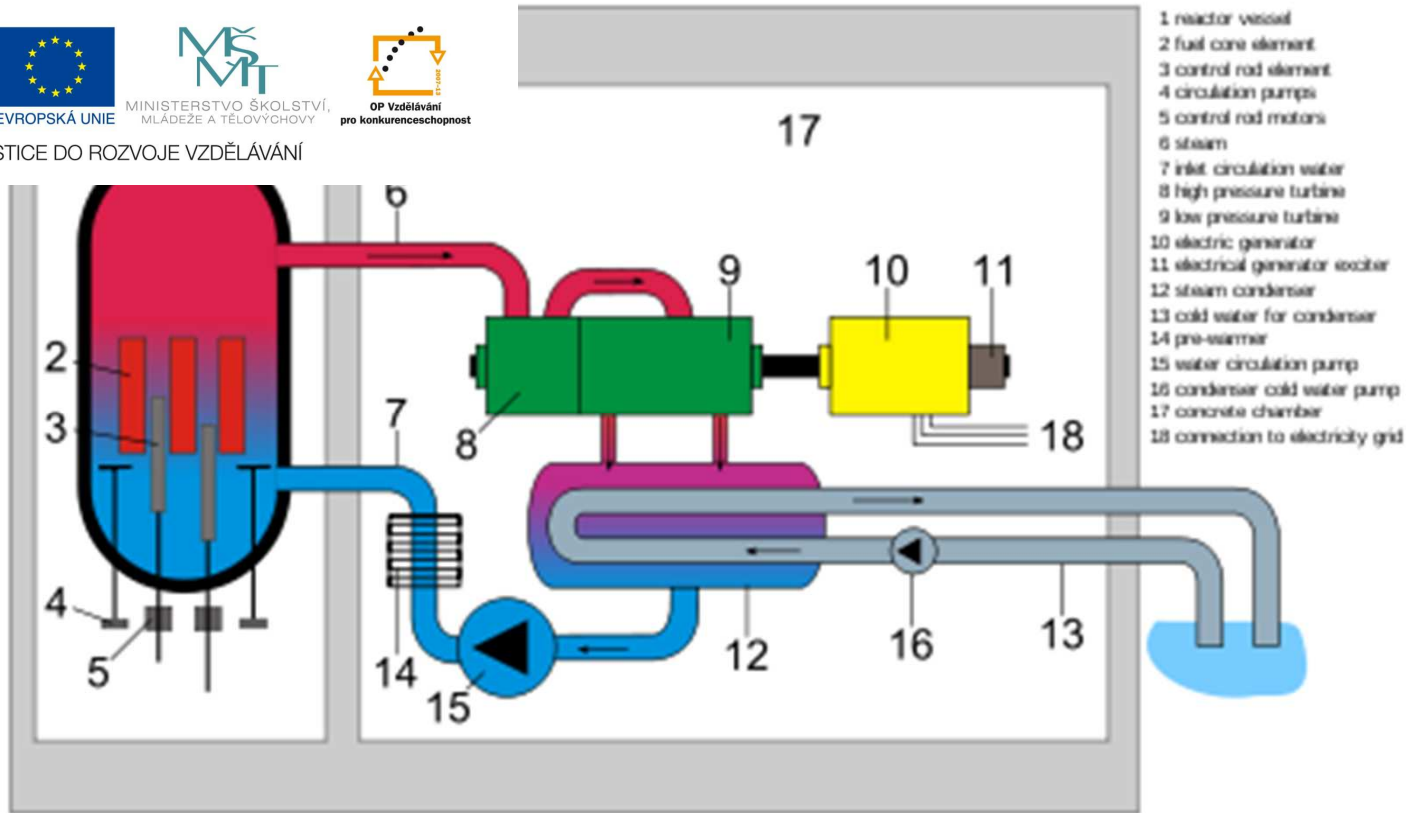 EVROPSKÁ UNIE
MŠMT
MINISTERSTVO ŠKOLSTVÍ,
MLÁDEŽE A TĚLOVÝCHOVY
2007-13
OP Vzdělávání
pro konkurenceschopnost
STICE DO ROZVOJE VZDĚLÁVÁNÍ
17
6
9
10
11
2
3
7
8
18
4
5
14
15
12
16
13
1 reactor vessel
2 fuel core element
3 control rod element
4 circulation pumps
5 control rod motors
6 steam
7 inlet circulation water
8 high pressure turbine
9 low pressure turbine
10 electric generator
11 electrical generator exciter
12 steam condenser
13 cold water for condenser
14 pre-warmer
15 water circulation pump
16 condenser cold water pump
17 concrete chamber
18 connection to electricity grid